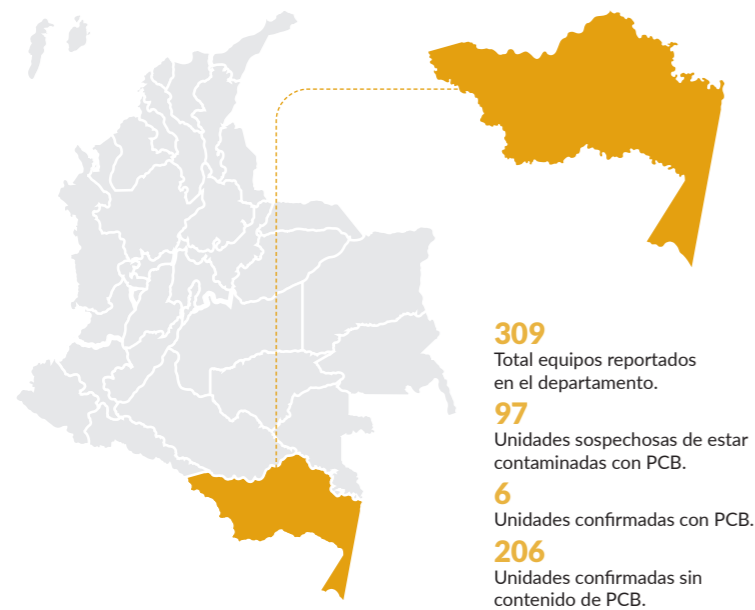 309
Total equipos reportados
en el departamento.
97
Unidades sospechosas de estar
contaminadas con PCB.
6
Unidades confirmadas con PCB.
206
Unidades confirmadas sin
contenido de PCB.